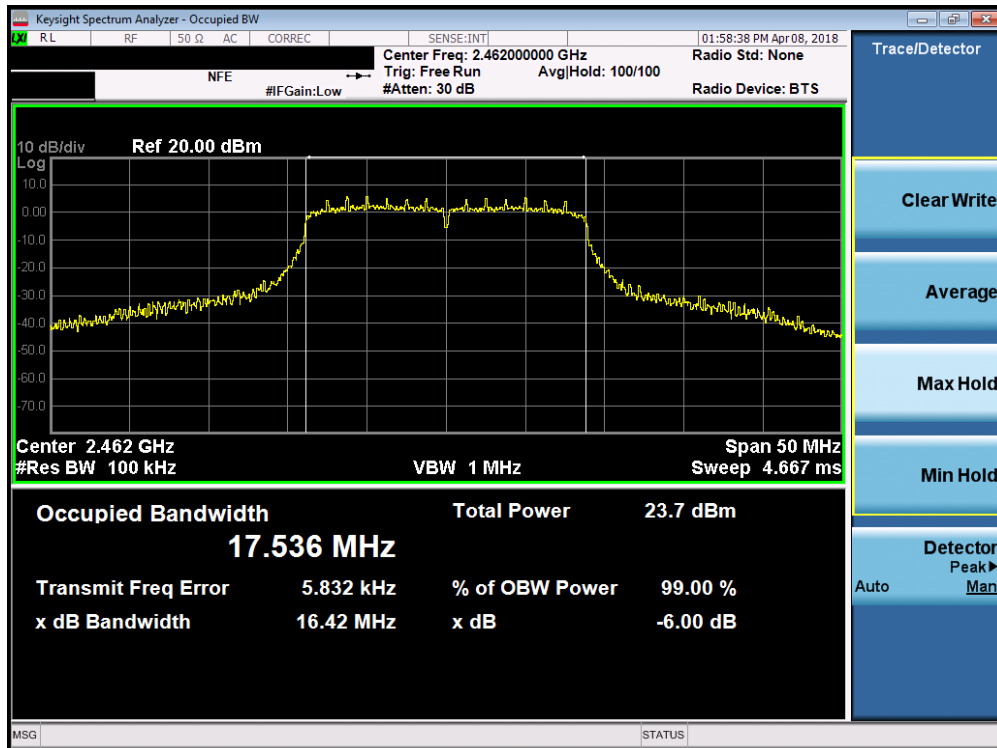 Keysight Spectrum Analyzer - Occupied BW
LXI RL RF 50 Ω AC CORREC SENSE:INT 01:58:38 PM Apr 08, 2018
Center Freq: 2.462000000 GHz Radio Std: None
NFE Trig: Free Run Avg|Hold: 100/100
#IFGain:Low #Atten: 30 dB Radio Device: BTS
Trace/Detector
10 dB/div Ref 20.00 dBm
Log
10.0
0.00
-10.0
-20.0
-30.0
-40.0
-50.0
-60.0
-70.0
Center 2.462 GHz Span 50 MHz
#Res BW 100 kHz VBW 1 MHz Sweep 4.667 ms
Occupied Bandwidth Total Power 23.7 dBm
17.536 MHz
Transmit Freq Error 5.832 kHz % of OBW Power 99.00 %
x dB Bandwidth 16.42 MHz x dB -6.00 dB
Clear Write
Average
Max Hold
Min Hold
Detector
Peak▶
Auto Man
MSG STATUS